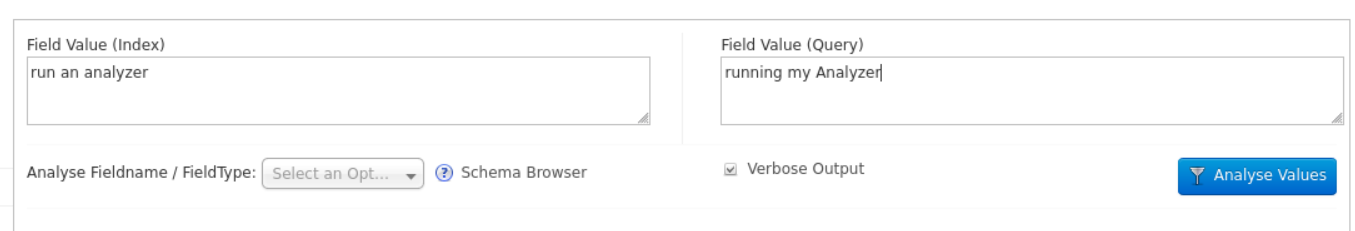 Field Value (Index)
run an analyzer
Field Value (Query)
running my Analyzer
Analyse Fieldname / FieldType: Select an Opt... ? Schema Browser
Verbose Output
Analyse Values